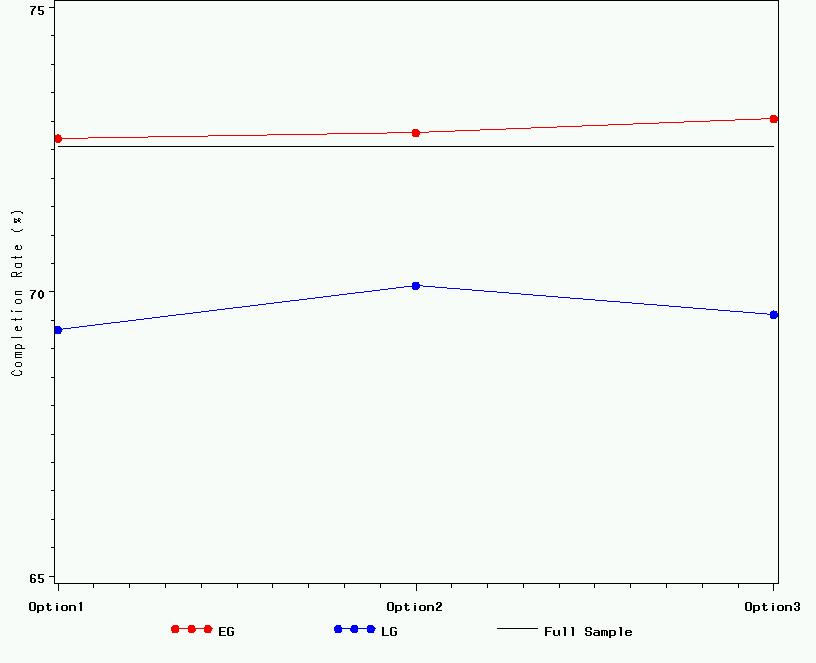 75
70
65
Completion Rate (%)
Option1 Option2 Option3
EG LG Full Sample